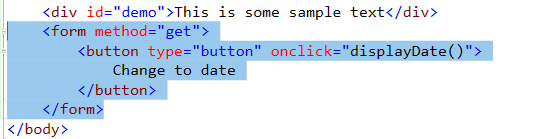 <div id="demo">This is some sample text</div>
<form method="get">
<button type="button" onclick="displayDate()">
Change to date
</button>
</form>
</body>